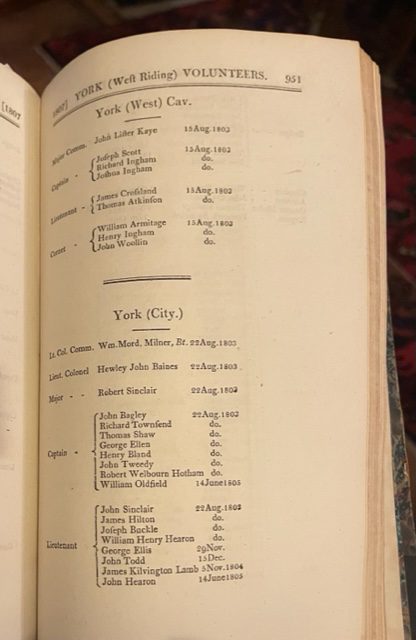 [1807
1807] YORK (Weſt Riding) VOLUNTEERS. 951
York (West) Cav.
Major Comm. John Liſter Kaye 15Aug. 1803
Joſeph Scott 15Aug. 1803
Captain - Richard Ingham do.
Joſhua Ingham do.
James Croſland 15Aug. 1803
Lieutenant - Thomas Atkinſon do.
William Armitage 15Aug. 1803
Cornet - Henry Ingham do.
John Woollin do.
York (City.)
Lt. Col. Comm. Wm. Mord. Milner, Bt. 22Aug. 1803
Lieut. Colonel Hewley John Baines 22Aug. 1803
Major - - Robert Sinclair 22Aug. 1803
John Bagley 22Aug. 1803
Richard Townſend do.
Thomas Shaw do.
George Ellen do.
Captain - Henry Bland do.
John Tweedy do.
Robert Welbourn Hotham do.
William Oldfield 14June1805
John Sinclair 22Aug. 1803
James Hilton do.
Joſeph Buckle do.
William Henry Hearon do.
Lieutenant - George Ellis 29Nov.
John Todd 15Dec.
James Kilvington Lamb 5Nov. 1804
John Hearon 14June1805